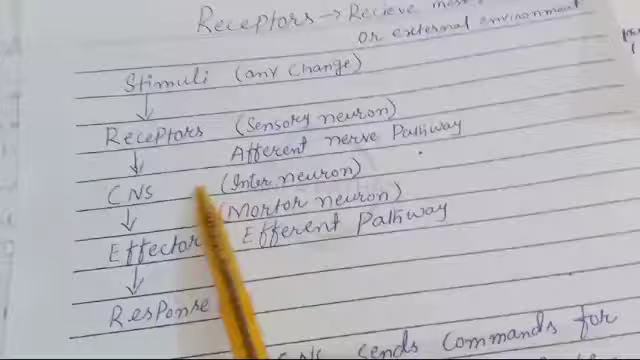 Receptors → Recieve
or external environment
Stimuli (any change)
Receptors (Sensory neuron)
Afferent nerve Pathway
CNS (Inter neuron)
(Mortor neuron)
Effector Efferent Pathway
Response
CNS sends Commands for